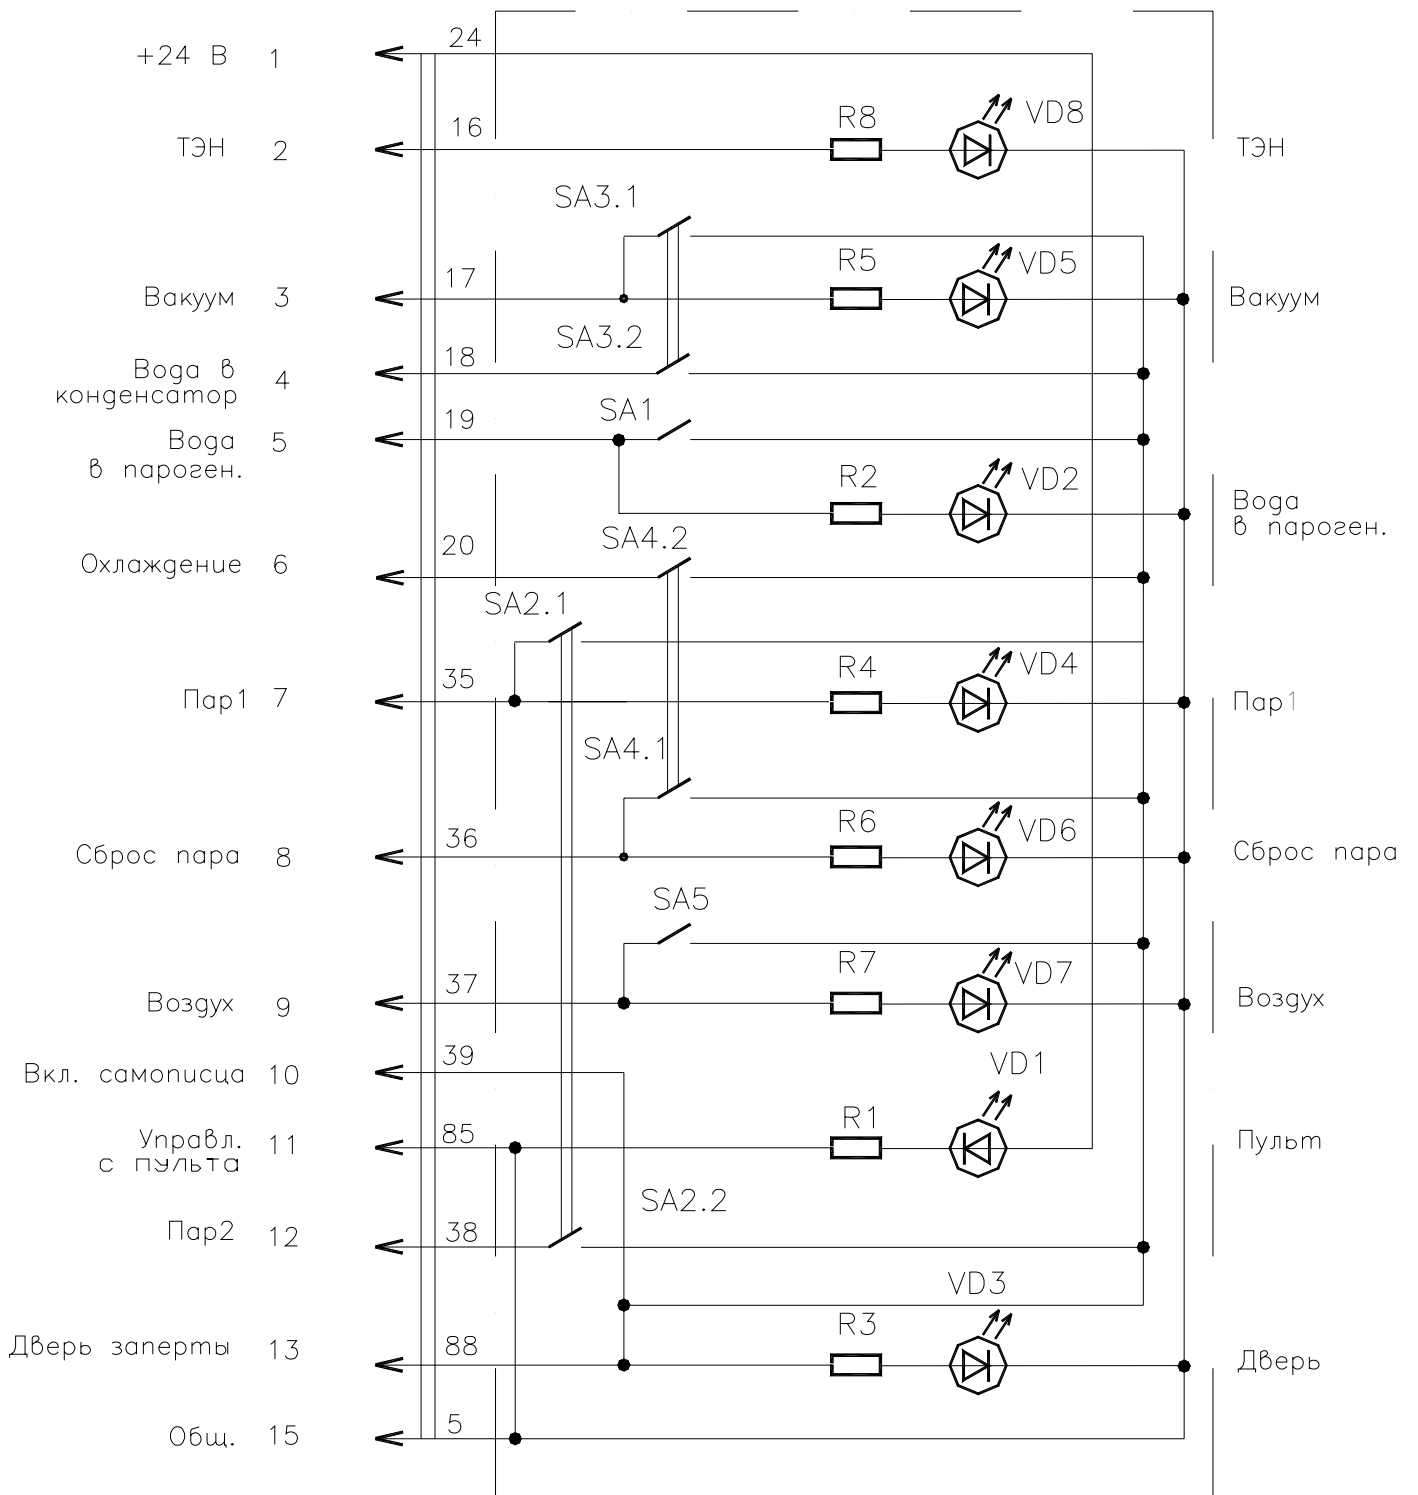 24
+24 В 1
16
R8
VD8
ТЭН 2
ТЭН
SA3.1
17
R5
VD5
Вакуум 3
Вакуум
SA3.2
18
Вода в
конденсатор 4
SA1
19
Вода 5
в пароген.
R2
VD2
Вода
в пароген.
SA4.2
20
Охлаждение 6
SA2.1
35
R4
VD4
Пар1 7
Пар1
SA4.1
36
R6
VD6
Сброс пара 8
Сброс пара
SA5
37
R7
VD7
Воздух 9
Воздух
39
Вкл. самописца 10
VD1
85
R1
Управл. 11
с пульта
Пульт
SA2.2
38
Пар2 12
VD3
88
R3
Дверь заперты 13
Дверь
5
Общ. 15